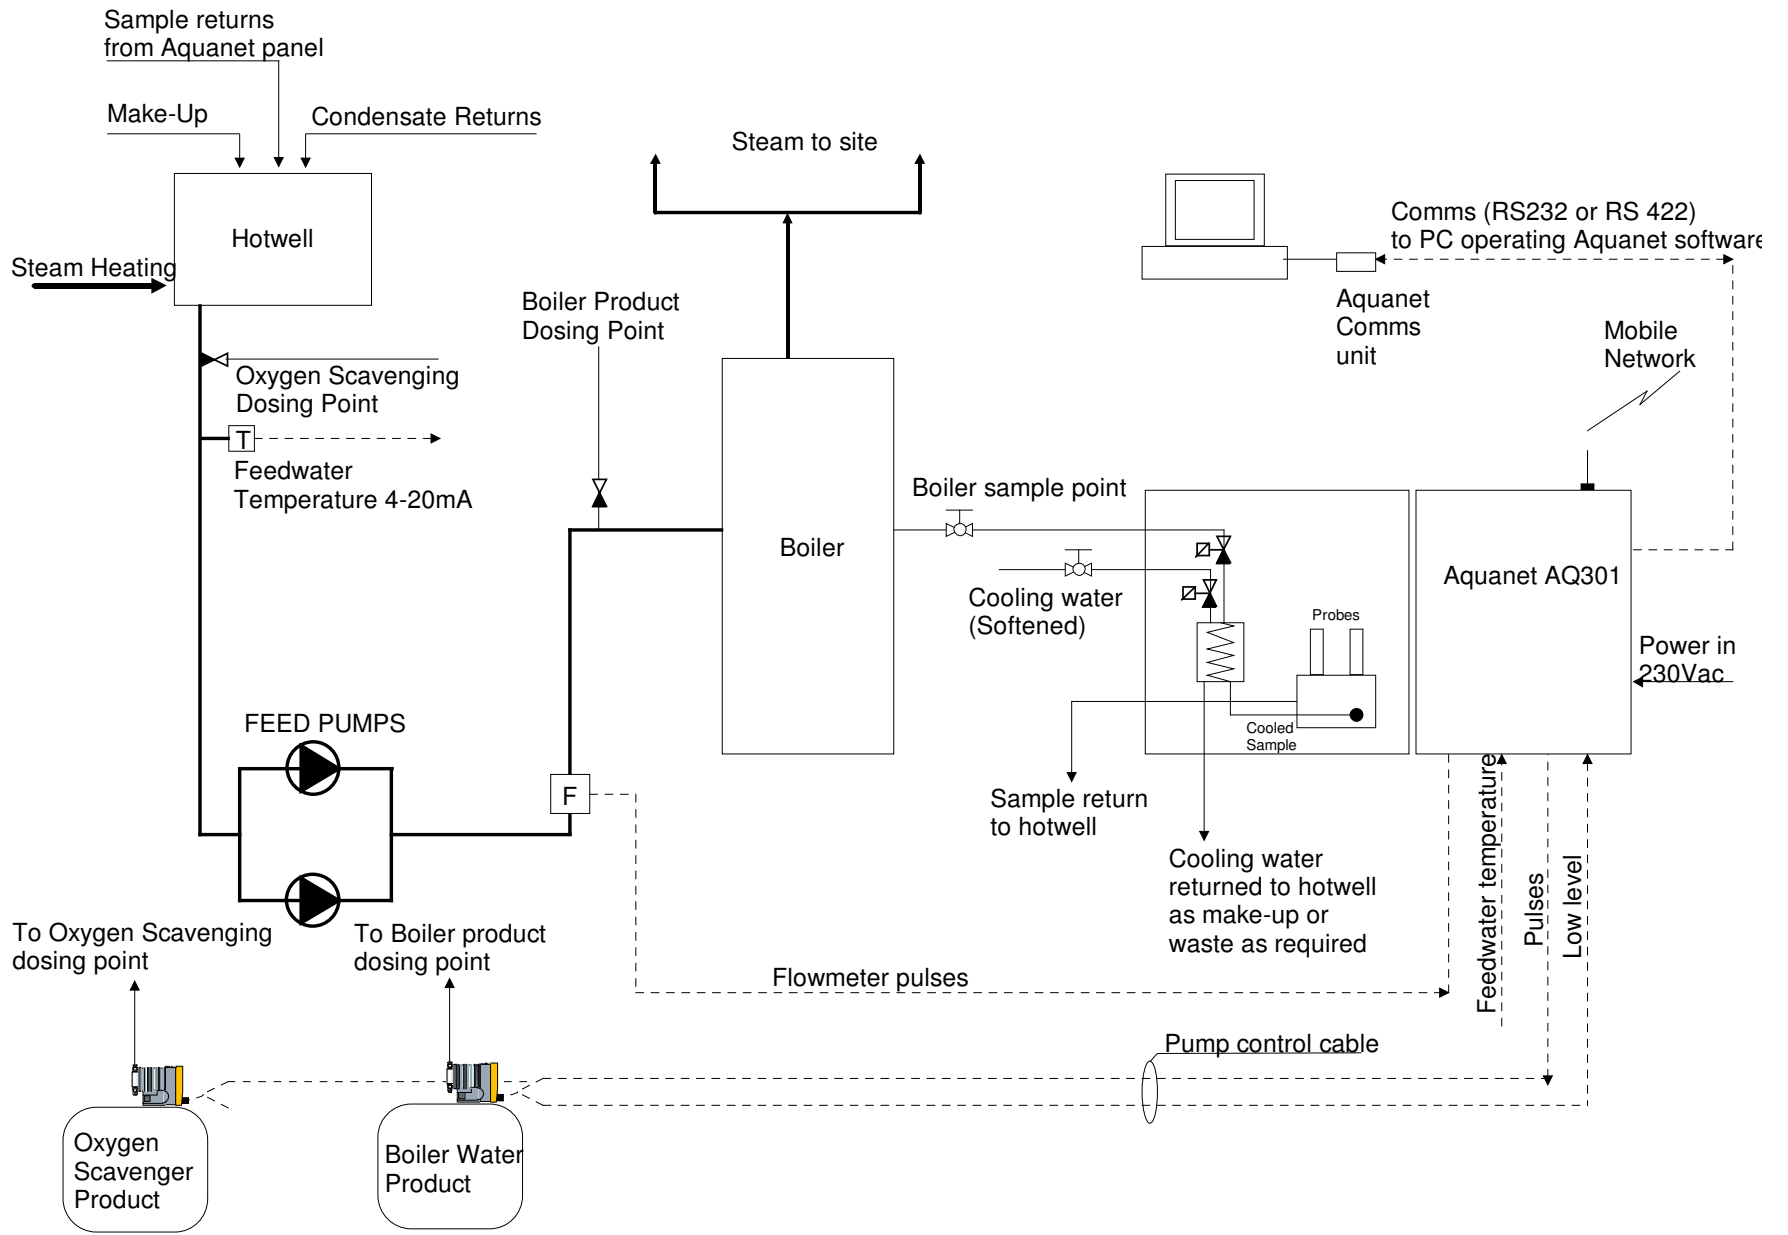 Sample returns
from Aquanet panel
Make-Up
Condensate Returns
Hotwell
Steam Heating
Oxygen Scavenging
Dosing Point
T
Feedwater
Temperature 4-20mA
Boiler Product
Dosing Point
Steam to site
Boiler
Comms (RS232 or RS 422)
to PC operating Aquanet software
Aquanet
Comms
unit
Mobile
Network
Boiler sample point
Cooling water
(Softened)
Probes
Cooled
Sample
Aquanet AQ301
Power in
230Vac
FEED PUMPS
F
Sample return
to hotwell
Cooling water
returned to hotwell
as make-up or
waste as required
Feedwater temperature
Pulses
Low level
To Oxygen Scavenging
dosing point
To Boiler product
dosing point
Flowmeter pulses
Pump control cable
Oxygen
Scavenger
Product
Boiler Water
Product